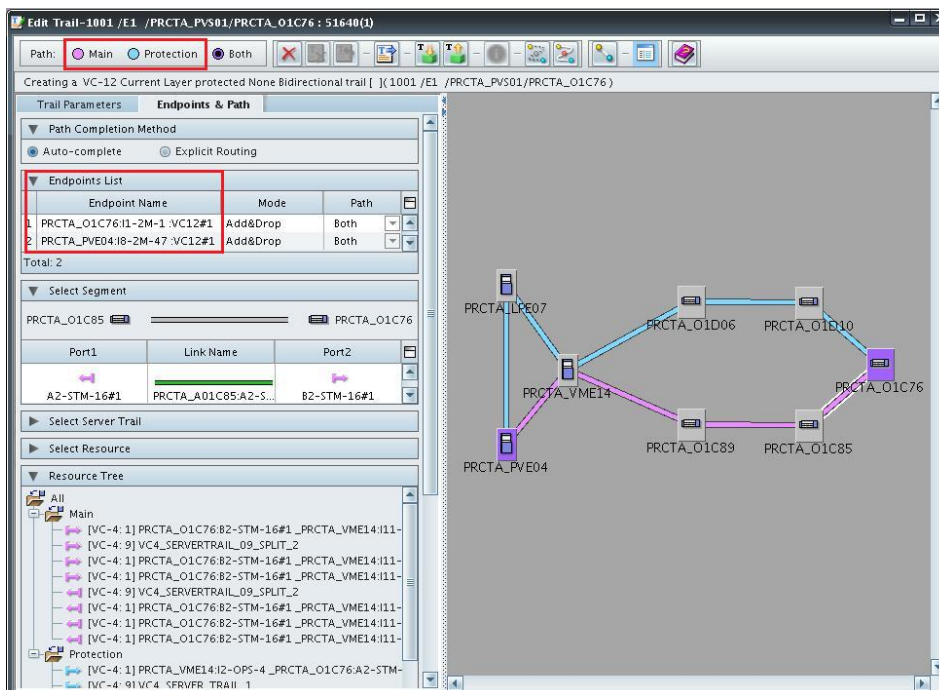 Edit Trail-1001 /E1 /PRCTA_PVS01/PRCTA_O1C76 : 51640(1)
Path: Main Protection Both
Creating a VC-12 Current Layer protected None Bidirectional trail [ ](1001 /E1 /PRCTA_PVS01/PRCTA_O1C76)
Trail Parameters Endpoints & Path
Path Completion Method
Auto-complete Explicit Routing
Endpoints List
Endpoint Name Mode Path
1 PRCTA_O1C76:I1-2M-1 :VC12#1 Add&Drop Both
2 PRCTA_PVE04:I8-2M-47 :VC12#1 Add&Drop Both
Total: 2
Select Segment
PRCTA_O1C85 PRCTA_O1C76
Port1 Link Name Port2
A2-STM-16#1 PRCTA_A01C85:A2-S... B2-STM-16#1
Select Server Trail
Select Resource
Resource Tree
All
Main
[VC-4: 1] PRCTA_O1C76:B2-STM-16#1 _PRCTA_VME14:I11-
[VC-4: 9] VC4_SERVERTRAIL_09_SPLIT_2
[VC-4: 1] PRCTA_O1C76:B2-STM-16#1 _PRCTA_VME14:I11-
[VC-4: 1] PRCTA_O1C76:B2-STM-16#1 _PRCTA_VME14:I11-
[VC-4: 9] VC4_SERVERTRAIL_09_SPLIT_2
[VC-4: 1] PRCTA_O1C76:B2-STM-16#1 _PRCTA_VME14:I11-
[VC-4: 1] PRCTA_O1C76:B2-STM-16#1 _PRCTA_VME14:I11-
[VC-4: 1] PRCTA_O1C76:B2-STM-16#1 _PRCTA_VME14:I11-
Protection
[VC-4: 1] PRCTA_VME14:I2-OPS-4 _PRCTA_O1C76:A2-STM-
[VC-4: 9] VC4_SERVER_TRAIL_1
PRCTA_LPE07
PRCTA_O1D06
PRCTA_O1D10
PRCTA_VME14
PRCTA_O1C76
PRCTA_O1C89
PRCTA_O1C85
PRCTA_PVE04